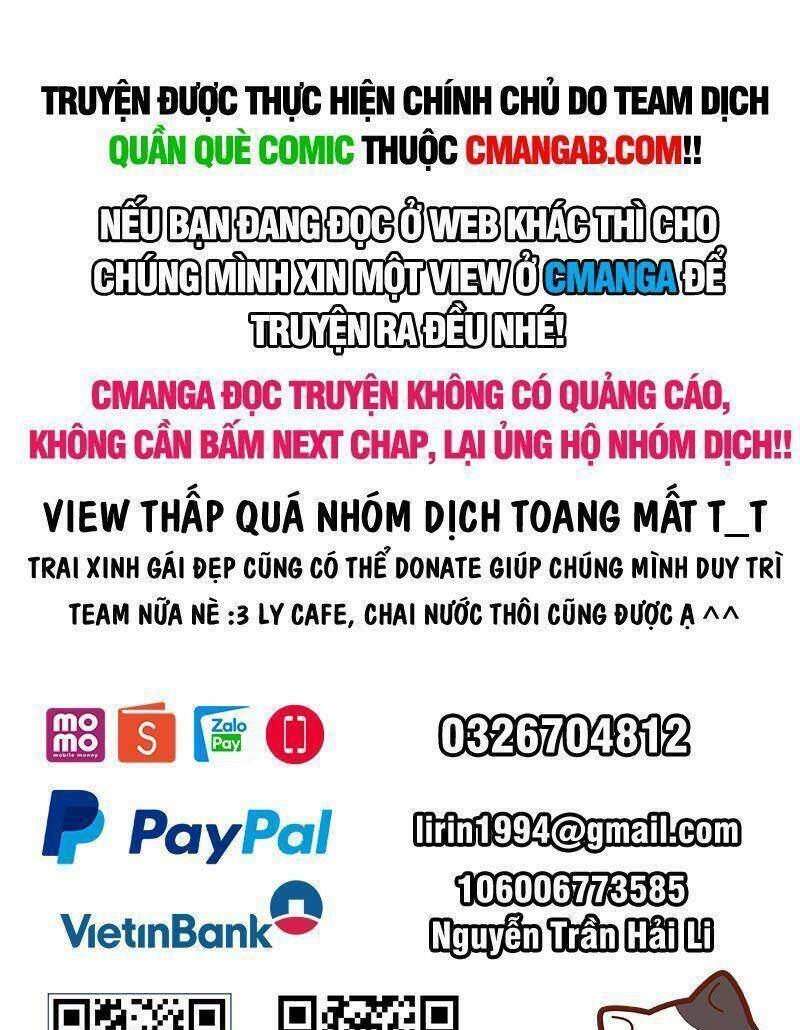 TRUYỆN ĐƯỢC THỰC HIỆN CHÍNH CHỦ DO TEAM DỊCH
QUẦN QUÈ COMIC THUỘC CMANGAB.COM!!
NẾU BẠN ĐANG ĐỌC Ở WEB KHÁC THÌ CHO
CHÚNG MÌNH XIN MỘT VIEW Ở CMANGA ĐỂ
TRUYỆN RA ĐỀU NHÉ!
CMANGA ĐỌC TRUYỆN KHÔNG CÓ QUẢNG CÁO,
KHÔNG CẦN BẤM NEXT CHAP, LẠI ỦNG HỘ NHÓM DỊCH!!
VIEW THẤP QUÁ NHÓM DỊCH TOANG MẤT T_T
TRAI XINH GÁI ĐẸP CŨNG CÓ THỂ DONATE GIÚP CHÚNG MÌNH DUY TRÌ
TEAM NỮA NÈ :3 LY CAFE, CHAI NƯỚC THÔI CŨNG ĐƯỢC Ạ ^^
mo
mo
mobile money
S
Zalo
Pay
0326704812
PayPal
lirin1994@gmail.com
VietinBank
106006773585
Nguyễn Trần Hải Li